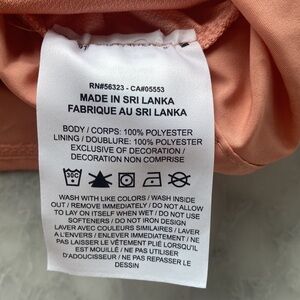 RN#56323 - CA#05553
MADE IN SRI LANKA
FABRIQUE AU SRI LANKA
BODY / CORPS: 100% POLYESTER
LINING / DOUBLURE: 100% POLYESTER
EXCLUSIVE OF DECORATION /
DECORATION NON COMPRISE
WASH WITH LIKE COLORS / WASH INSIDE
OUT / REMOVE IMMEDIATELY / DO NOT ALLOW
TO LAY ON ITSELF WHEN WET / DO NOT USE
SOFTENERS / DO NOT IRON DESIGN
LAVER AVEC COULEURS SIMILAIRES / LAVER
A L'ENVERS / ENLEVER IMMEDIATEMENT / NE
PAS LAISSER LE VÊTEMENT PLIÉ LORSQU'IL
EST MOUILLÉ / NE PAS UTILISER
D'ADOUCISSEUR / NE PAS REPASSER LE
DESSIN